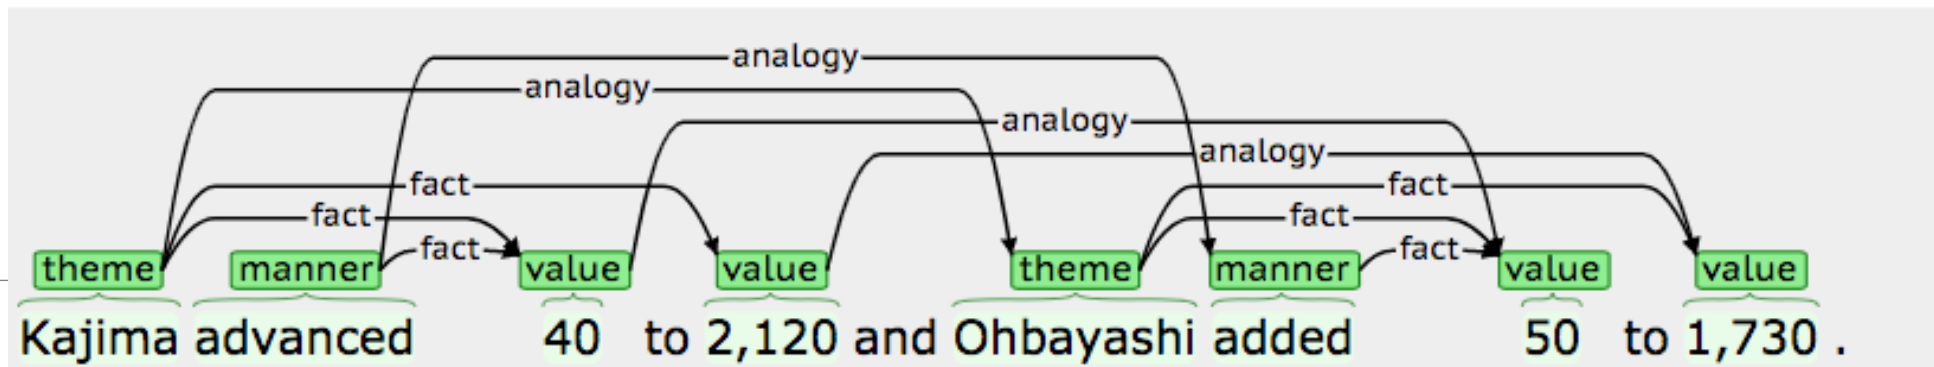 analogy
analogy
analogy
analogy
fact fact
fact fact
fact fact
theme manner value value theme manner value value
Kajima advanced 40 to 2,120 and Ohbayashi added 50 to 1,730 .